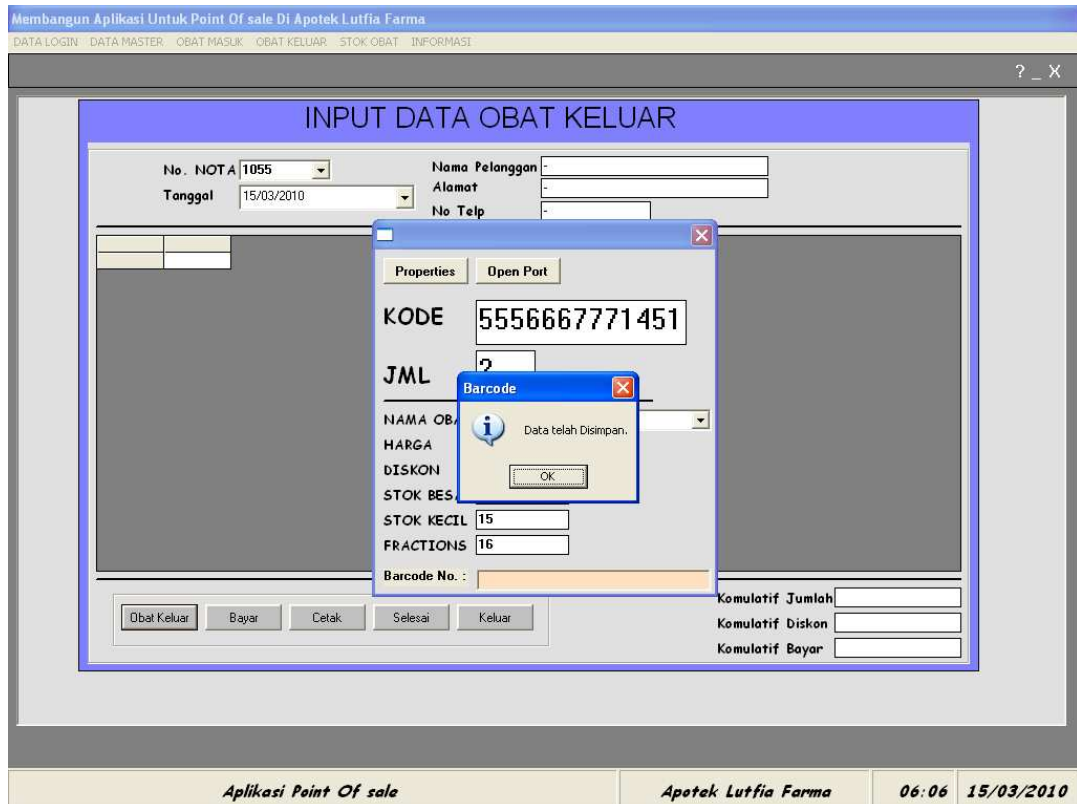 Membangun Aplikasi Untuk Point Of sale Di Apotek Lutfia Farma
DATA LOGIN DATA MASTER OBAT MASUK OBAT KELUAR STOK OBAT INFORMASI
? _ X
INPUT DATA OBAT KELUAR
No. NOTA 1055
Nama Pelanggan -
Tanggal 15/03/2010
Alamat -
No Telp -
Properties Open Port
KODE 5556667771451
JML
Barcode
Data telah Disimpan.
OK
NAMA
HARGA
DISKON
STOK
STOK KECIL 15
FRACTIONS 16
Barcode No. :
Obat Keluar Bayar Cetak Selesai Keluar
Komulatif Jumlah
Komulatif Diskon
Komulatif Bayar
Aplikasi Point Of sale Apotek Lutfia Farma 06:06 15/03/2010